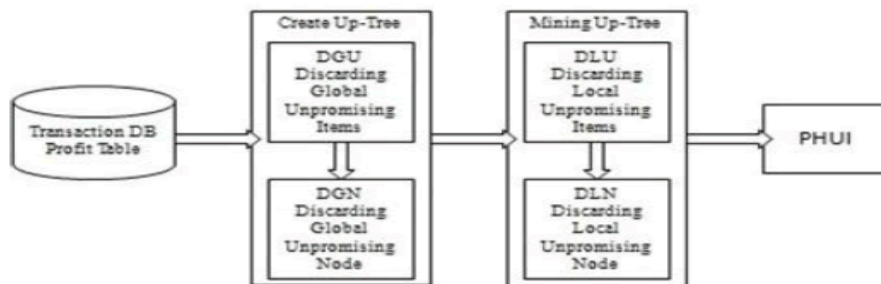 Transaction DB
Profit Table
Create Up-Tree
DGU
Discarding
Global
Unpromising
Items
DGN
Discarding
Global
Unpromising
Node
Mining Up-Tree
DLU
Discarding
Local
Unpromising
Items
DLN
Discarding
Local
Unpromising
Node
PHUI